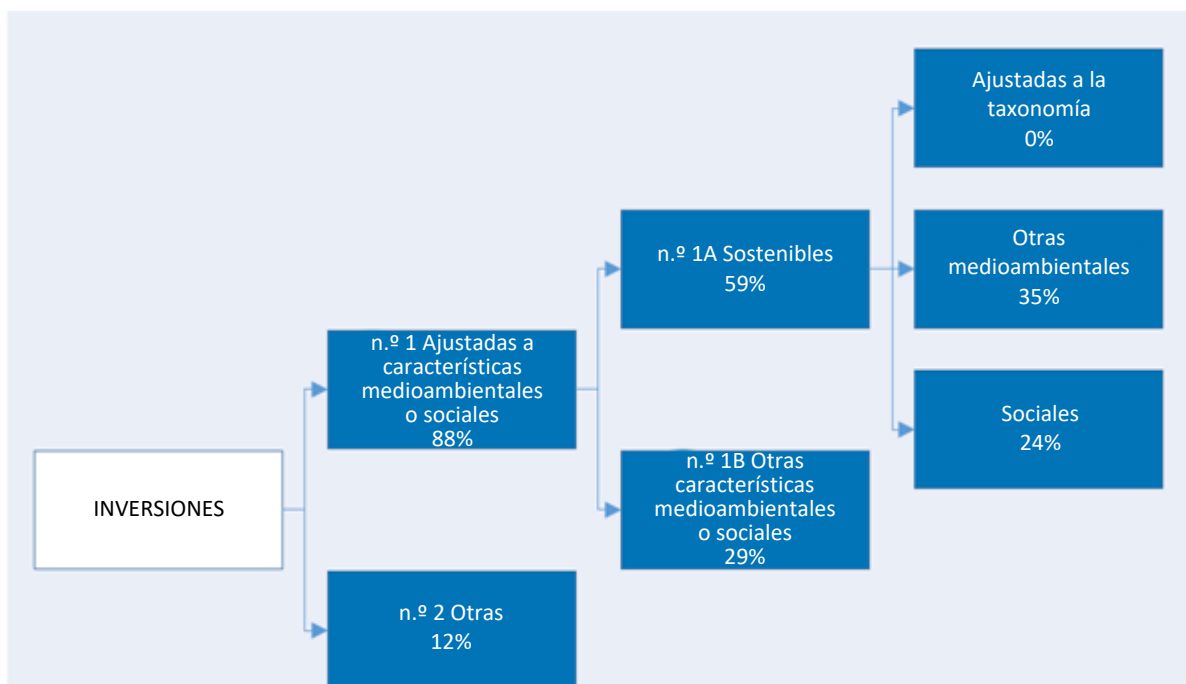 INVERSIONES
n.º 1 Ajustadas a
características
medioambientales
o sociales
88%
n.º 2 Otras
12%
n.º 1A Sostenibles
59%
n.º 1B Otras
características
medioambientales
o sociales
29%
Ajustadas a la
taxonomía
0%
Otras
medioambientales
35%
Sociales
24%